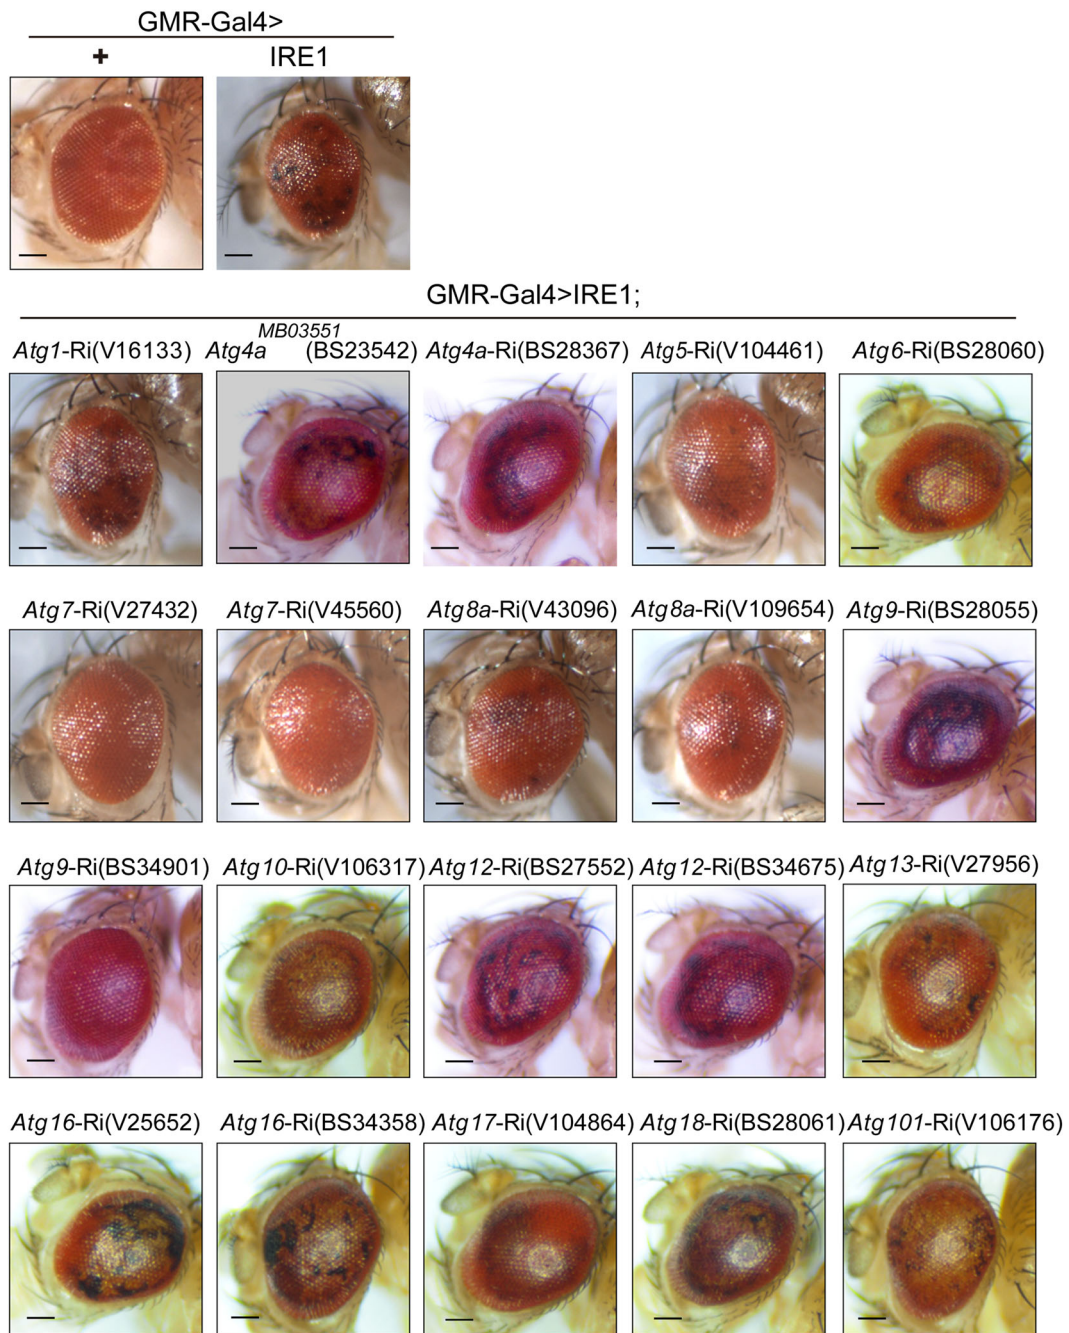 GMR-Gal4>
+ IRE1
GMR-Gal4>IRE1;
Atg1-Ri(V16133) Atg4a MB03551 (BS23542) Atg4a-Ri(BS28367) Atg5-Ri(V104461) Atg6-Ri(BS28060)
Atg7-Ri(V27432) Atg7-Ri(V45560) Atg8a-Ri(V43096) Atg8a-Ri(V109654) Atg9-Ri(BS28055)
Atg9-Ri(BS34901) Atg10-Ri(V106317) Atg12-Ri(BS27552) Atg12-Ri(BS34675) Atg13-Ri(V27956)
Atg16-Ri(V25652) Atg16-Ri(BS34358) Atg17-Ri(V104864) Atg18-Ri(BS28061) Atg101-Ri(V106176)